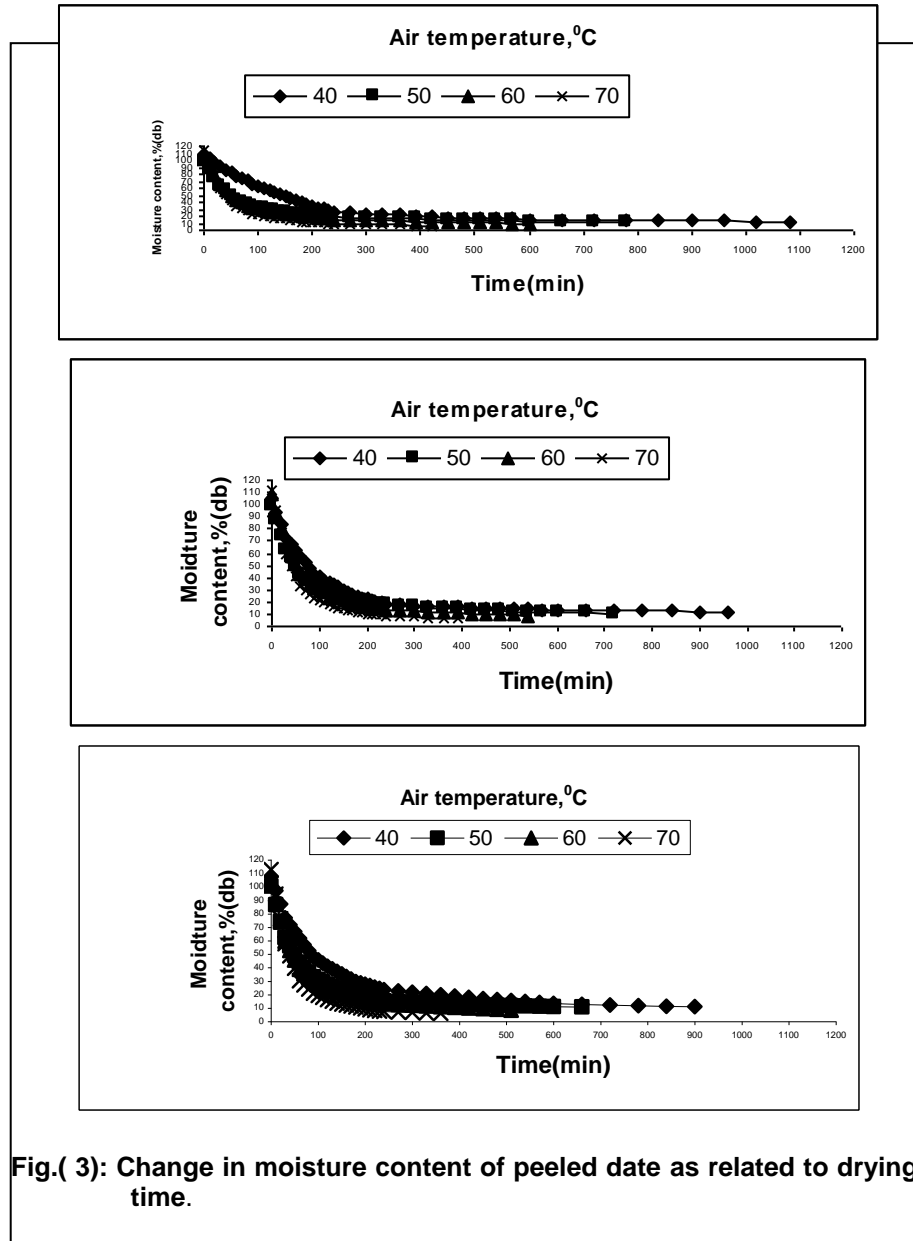 Air temperature,⁰C
40 50 60 70
Moisture content,%(db)
120
110
100
90
80
70
60
50
40
30
20
10
0
0 100 200 300 400 500 600 700 800 900 1000 1100 1200
Time(min)
Air temperature,⁰C
40 50 60 70
Moidture
content,%(db)
120
110
100
90
80
70
60
50
40
30
20
10
0
0 100 200 300 400 500 600 700 800 900 1000 1100 1200
Time(min)
Air temperature,⁰C
40 50 60 70
Moidture
content,%(db)
120
110
100
90
80
70
60
50
40
30
20
10
0
0 100 200 300 400 500 600 700 800 900 1000 1100 1200
Time(min)
Fig.( 3): Change in moisture content of peeled date as related to drying
time.